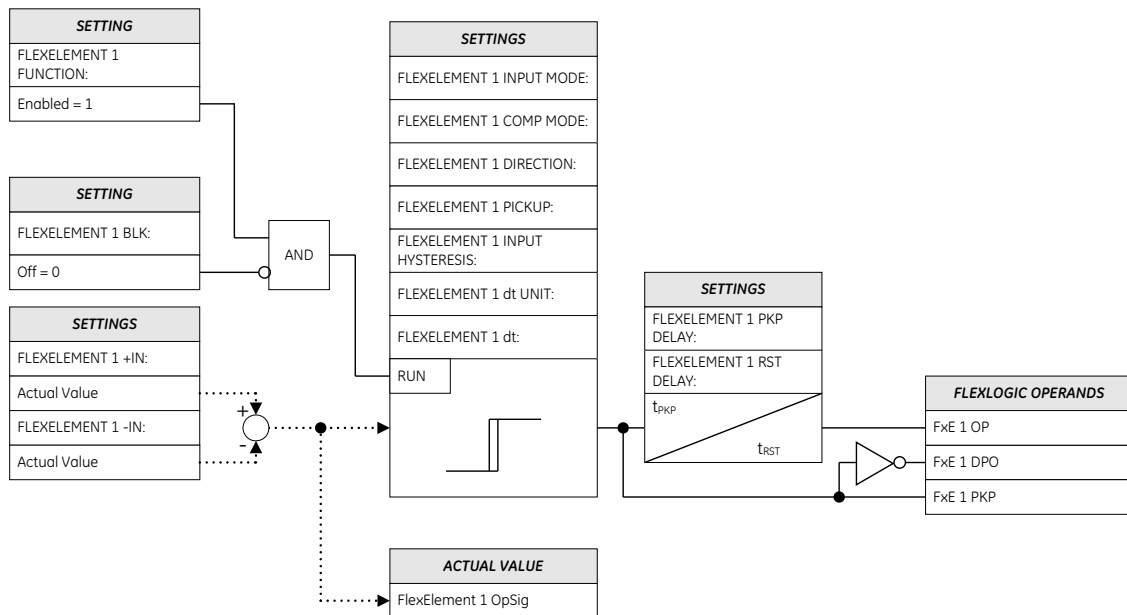 SETTING
FLEXELEMENT 1
FUNCTION:
Enabled = 1
SETTING
FLEXELEMENT 1 BLK:
Off = 0
SETTINGS
FLEXELEMENT 1 +IN:
Actual Value
FLEXELEMENT 1 -IN:
Actual Value
AND
+
-
SETTINGS
FLEXELEMENT 1 INPUT MODE:
FLEXELEMENT 1 COMP MODE:
FLEXELEMENT 1 DIRECTION:
FLEXELEMENT 1 PICKUP:
FLEXELEMENT 1 INPUT
HYSTERESIS:
FLEXELEMENT 1 dt UNIT:
FLEXELEMENT 1 dt:
RUN
ACTUAL VALUE
FlexElement 1 OpSig
SETTINGS
FLEXELEMENT 1 PKP
DELAY:
FLEXELEMENT 1 RST
DELAY:
tPKP
tRST
FLEXLOGIC OPERANDS
FxE 1 OP
FxE 1 DPO
FxE 1 PKP